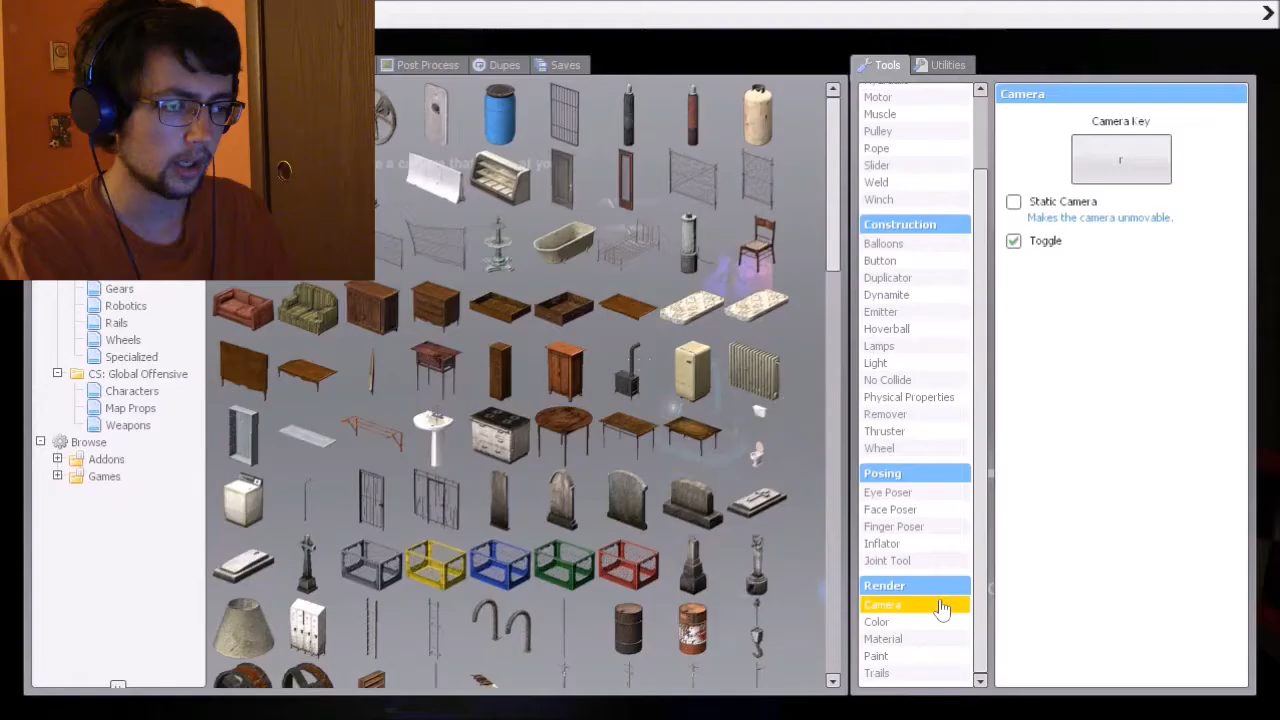 Post Process
Dupes
Saves
Tools
Utilities
Motor
Muscle
Pulley
Rope
Slider
Weld
Winch
Construction
Balloons
Button
Duplicator
Dynamite
Emitter
Hoverball
Lamps
Light
No Collide
Physical Properties
Remover
Thruster
Wheel
Posing
Eye Poser
Face Poser
Finger Poser
Inflator
Joint Tool
Render
Camera
Color
Material
Paint
Trails
Camera
Camera Key
r
Static Camera
Makes the camera unmovable.
Toggle
Gears
Robotics
Rails
Wheels
Specialized
CS: Global Offensive
Characters
Map Props
Weapons
Browse
Addons
Games